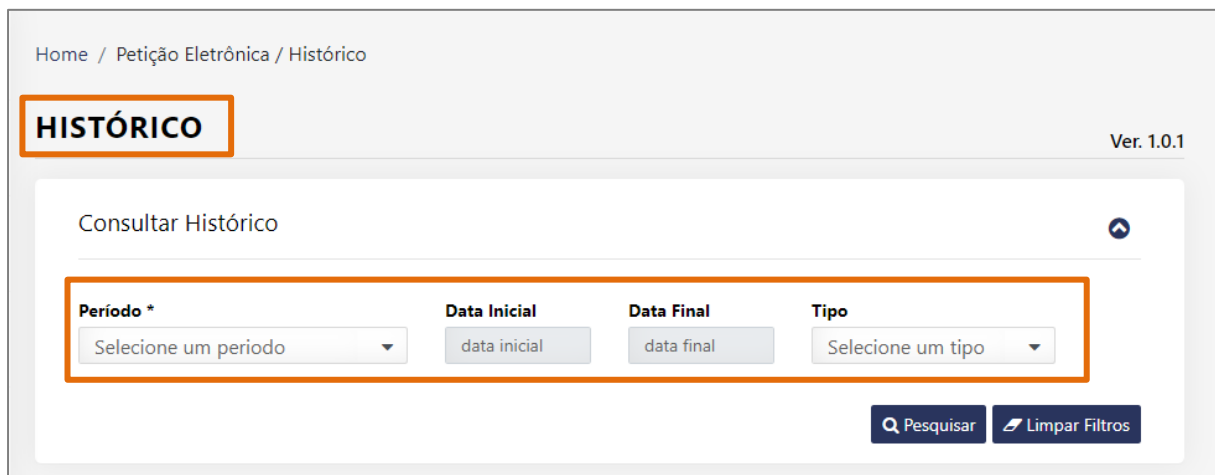 Home / Petição Eletrônica / Histórico
HISTÓRICO
Ver. 1.0.1
Consultar Histórico
Período * Data Inicial Data Final Tipo
Selecione um periodo data inicial data final Selecione um tipo
Pesquisar Limpar Filtros